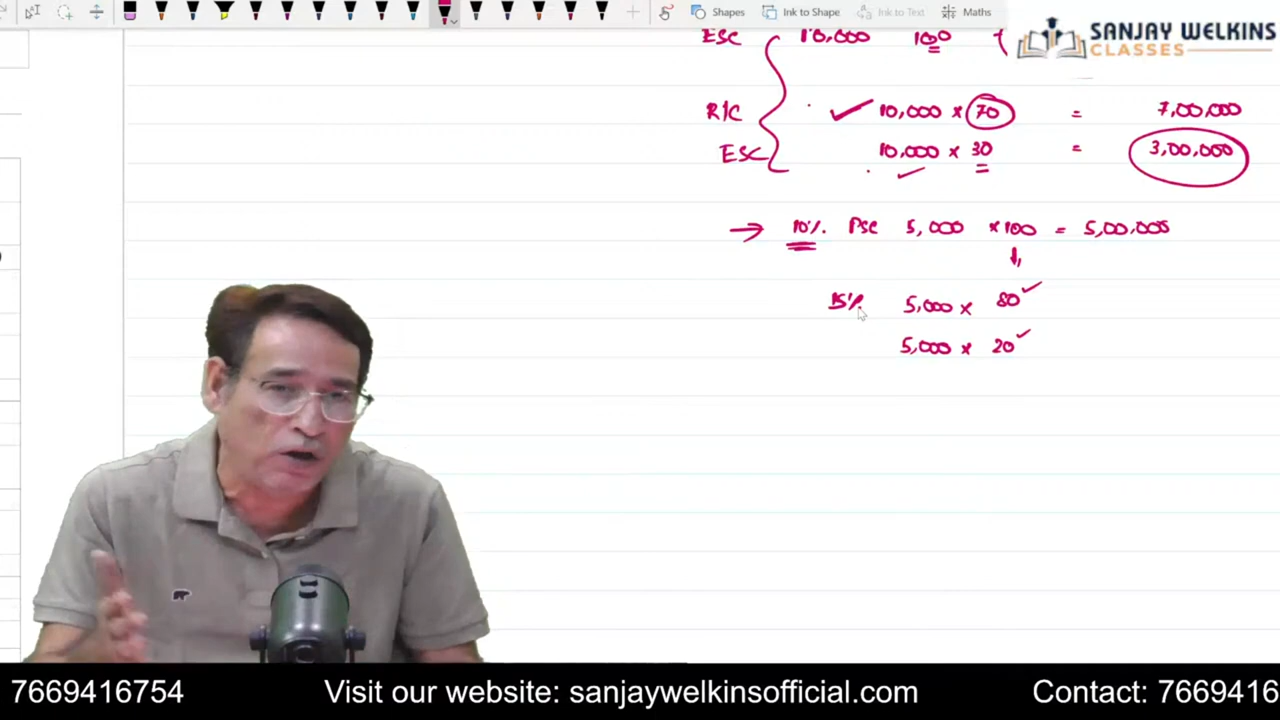 Shapes Ink to Shape Ink to Text Maths
SANJAY WELKINS
CLASSES
ESC 10,000 100
R/C 10,000 × 70 = 7,00,000
ESC 10,000 × 30 = 3,00,000
→ 10% PSC 5,000 ×100 = 5,00,000
15% 5,000 × 80
5,000 × 20
7669416754 Visit our website: sanjaywelkinsofficial.com Contact: 7669416